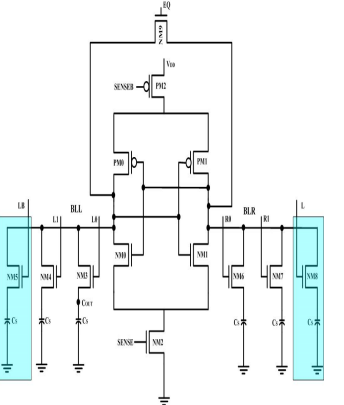 EQ
NM9
VDD
SENSEB
PM2
PM0
PM1
LB
BLL
L1
L0
R0
BLR
R1
L
NM5
NM4
NM3
NM0
NM1
NM6
NM7
NM8
COUT
CS
CS
CS
CS
CS
CS
SENSE
NM2